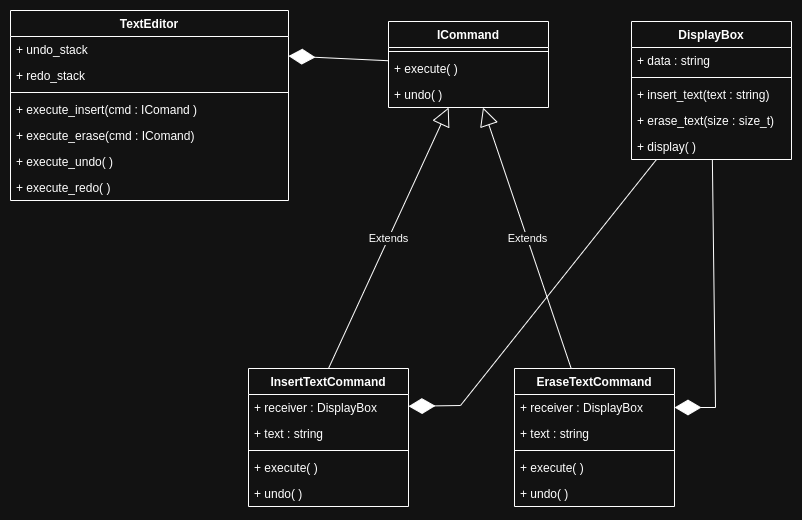 TextEditor
+ undo_stack
+ redo_stack
+ execute_insert(cmd : IComand )
+ execute_erase(cmd : IComand)
+ execute_undo( )
+ execute_redo( )
ICommand
+ execute( )
+ undo( )
DisplayBox
+ data : string
+ insert_text(text : string)
+ erase_text(size : size_t)
+ display( )
Extends
Extends
InsertTextCommand
+ receiver : DisplayBox
+ text : string
+ execute( )
+ undo( )
EraseTextCommand
+ receiver : DisplayBox
+ text : string
+ execute( )
+ undo( )